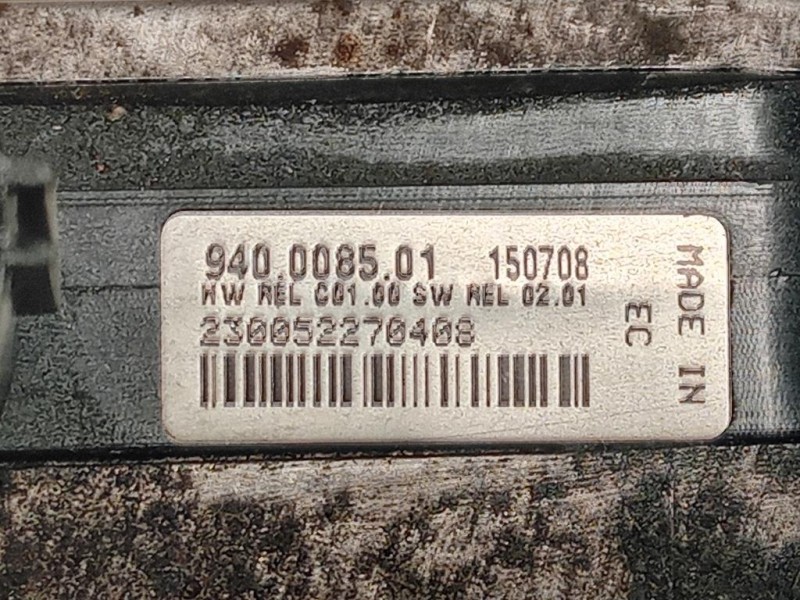 940.0085.01 150708
HW REL C01.00 SW REL 02.01
230052270408
MADE IN
EC